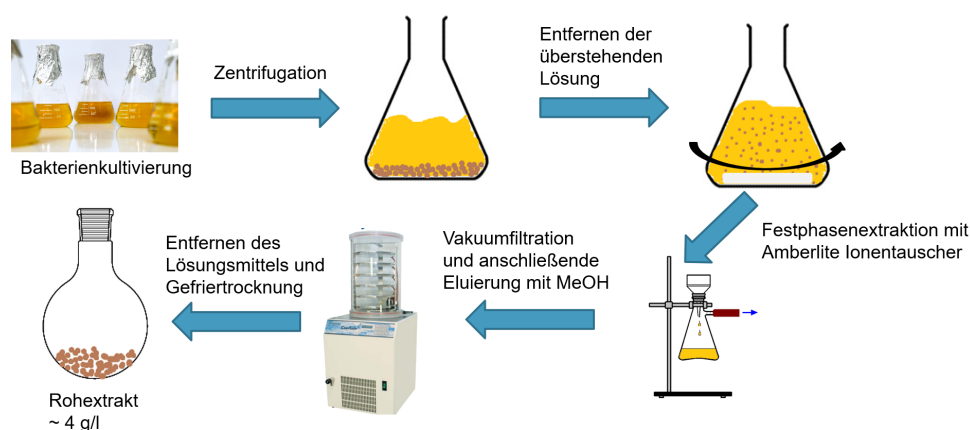 Bakterienkultivierung
Zentrifugation
Entfernen der
überstehenden
Lösung
Festphasenextraktion mit
Amberlite Ionentauscher
Vakuumfiltration
und anschließende
Eluierung mit MeOH
Entfernen des
Lösungsmittels und
Gefriertrocknung
Rohextrakt
~ 4 g/l